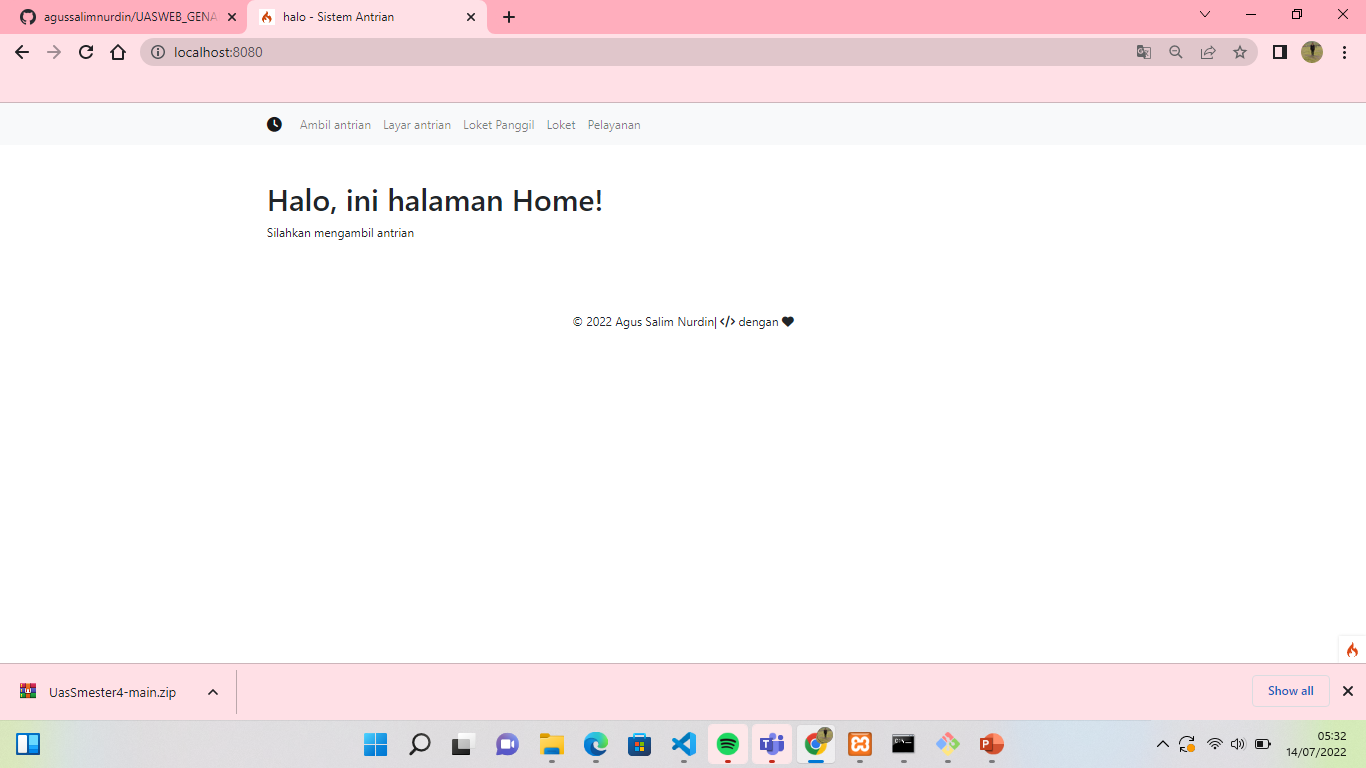 agussalimnurdin/UASWEB_GENA
halo - Sistem Antrian
localhost:8080
Ambil antrian Layar antrian Loket Panggil Loket Pelayanan
Halo, ini halaman Home!
Silahkan mengambil antrian
© 2022 Agus Salim Nurdin| </> dengan
UasSmester4-main.zip
Show all
05:32
14/07/2022